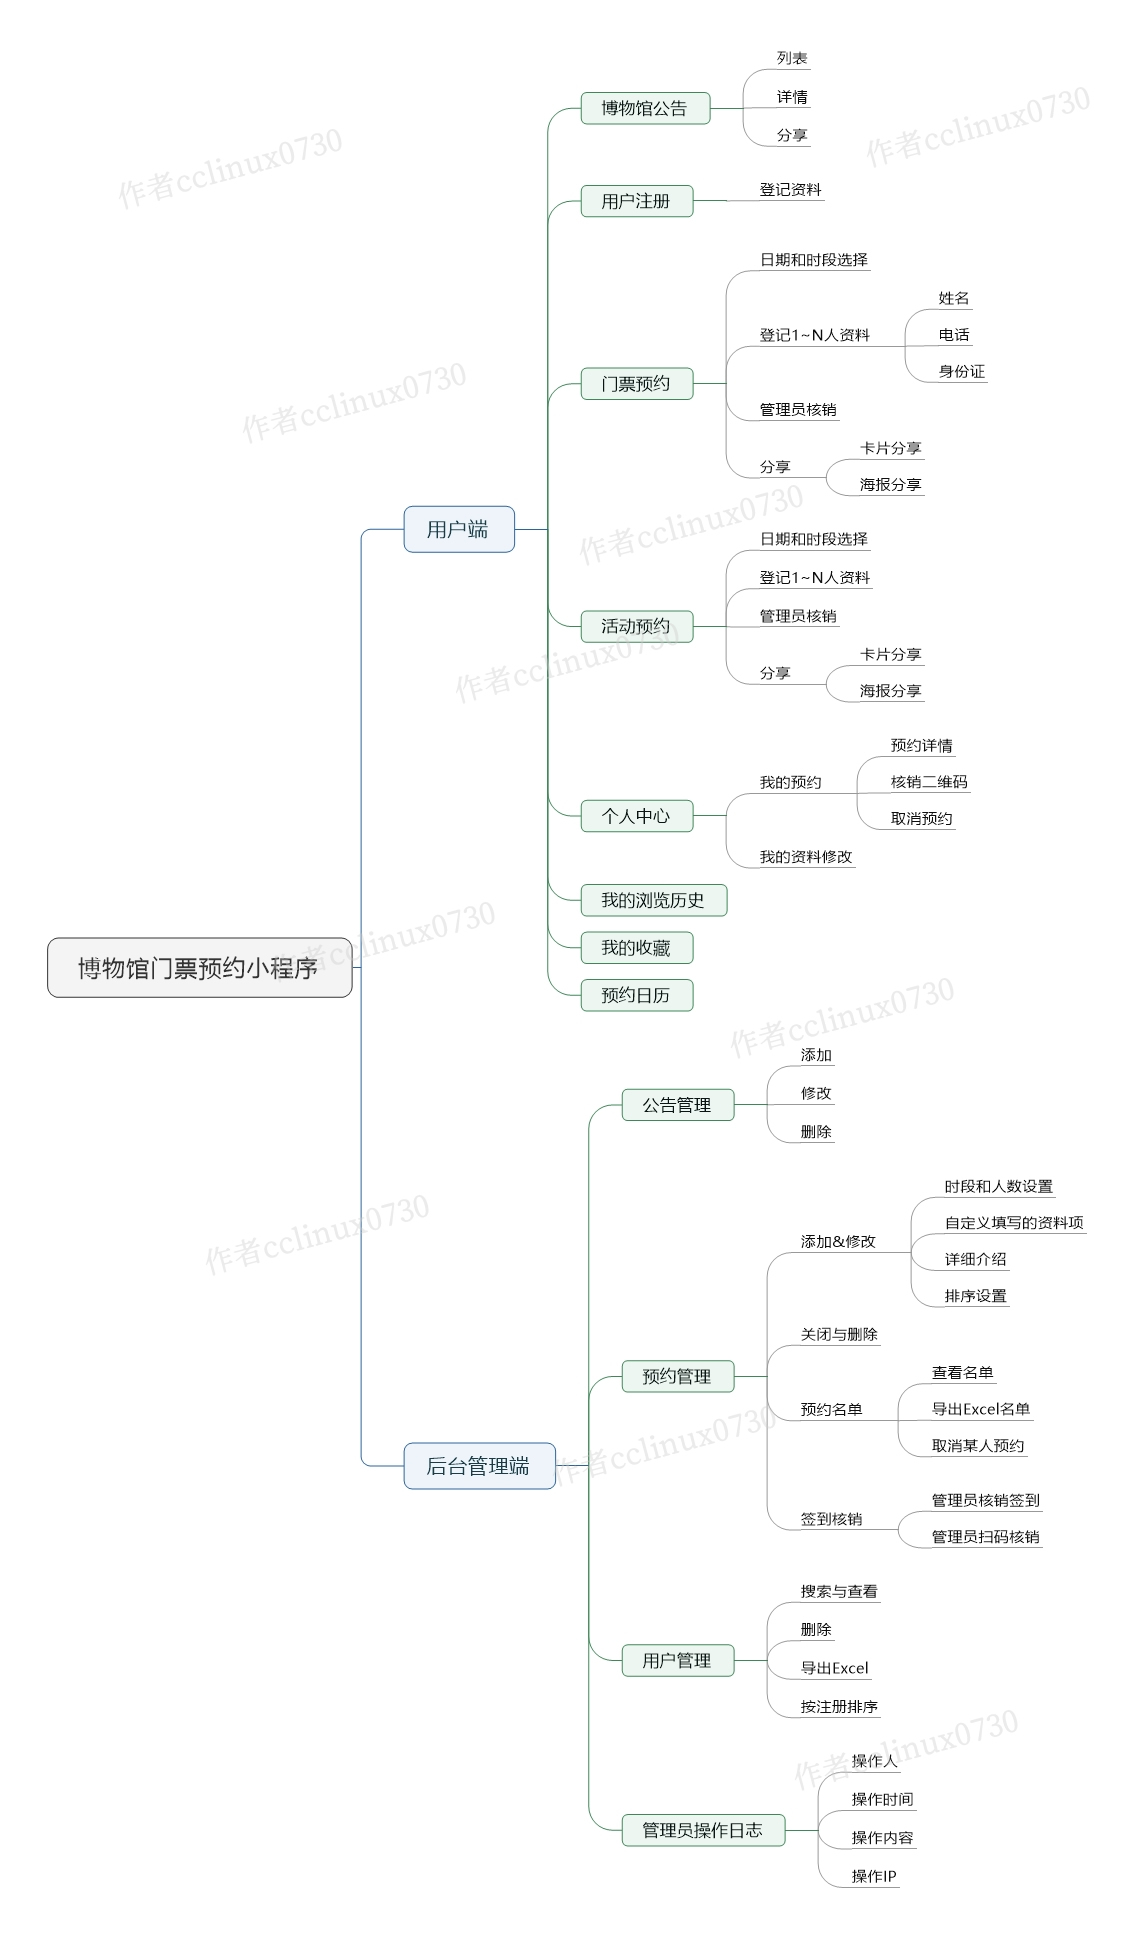 博物馆门票预约小程序
用户端
博物馆公告
列表
详情
分享
用户注册
登记资料
门票预约
日期和时段选择
登记1~N人资料
姓名
电话
身份证
管理员核销
分享
卡片分享
海报分享
活动预约
日期和时段选择
登记1~N人资料
管理员核销
分享
卡片分享
海报分享
个人中心
我的预约
预约详情
核销二维码
取消预约
我的资料修改
我的浏览历史
我的收藏
预约日历
后台管理端
公告管理
添加
修改
删除
预约管理
添加&修改
时段和人数设置
自定义填写的资料项
详细介绍
排序设置
关闭与删除
预约名单
查看名单
导出Excel名单
取消某人预约
签到核销
管理员核销签到
管理员扫码核销
用户管理
搜索与查看
删除
导出Excel
按注册排序
管理员操作日志
操作人
操作时间
操作内容
操作IP
作者cclinux0730
作者cclinux0730
作者cclinux0730
作者cclinux0730
作者cclinux0730
作者cclinux0730
作者cclinux0730
作者cclinux0730
作者cclinux0730
作者cclinux0730